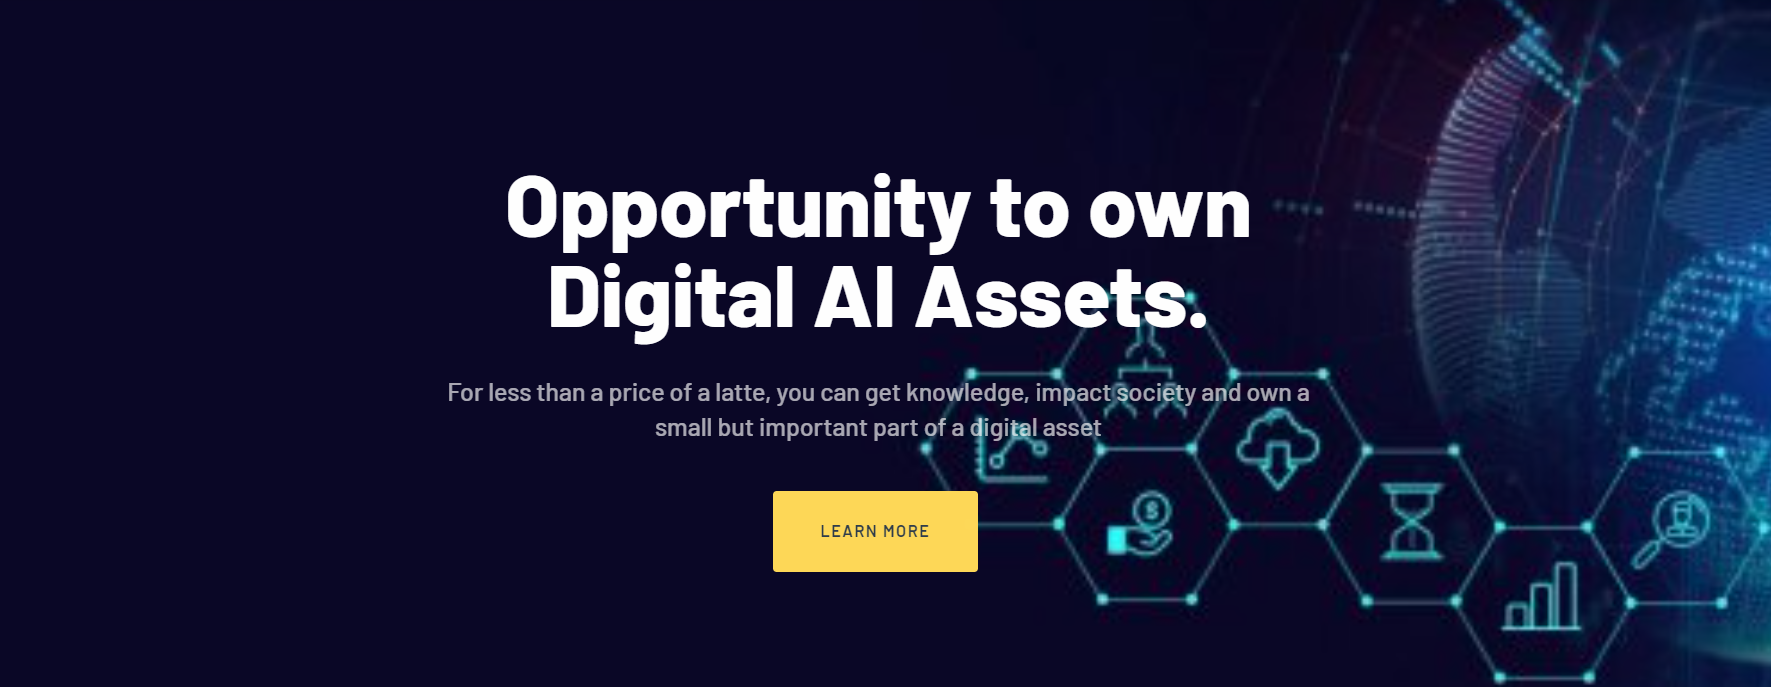 Opportunity to own
Digital AI Assets.
For less than a price of a latte, you can get knowledge, impact society and own a
small but important part of a digital asset
LEARN MORE
$